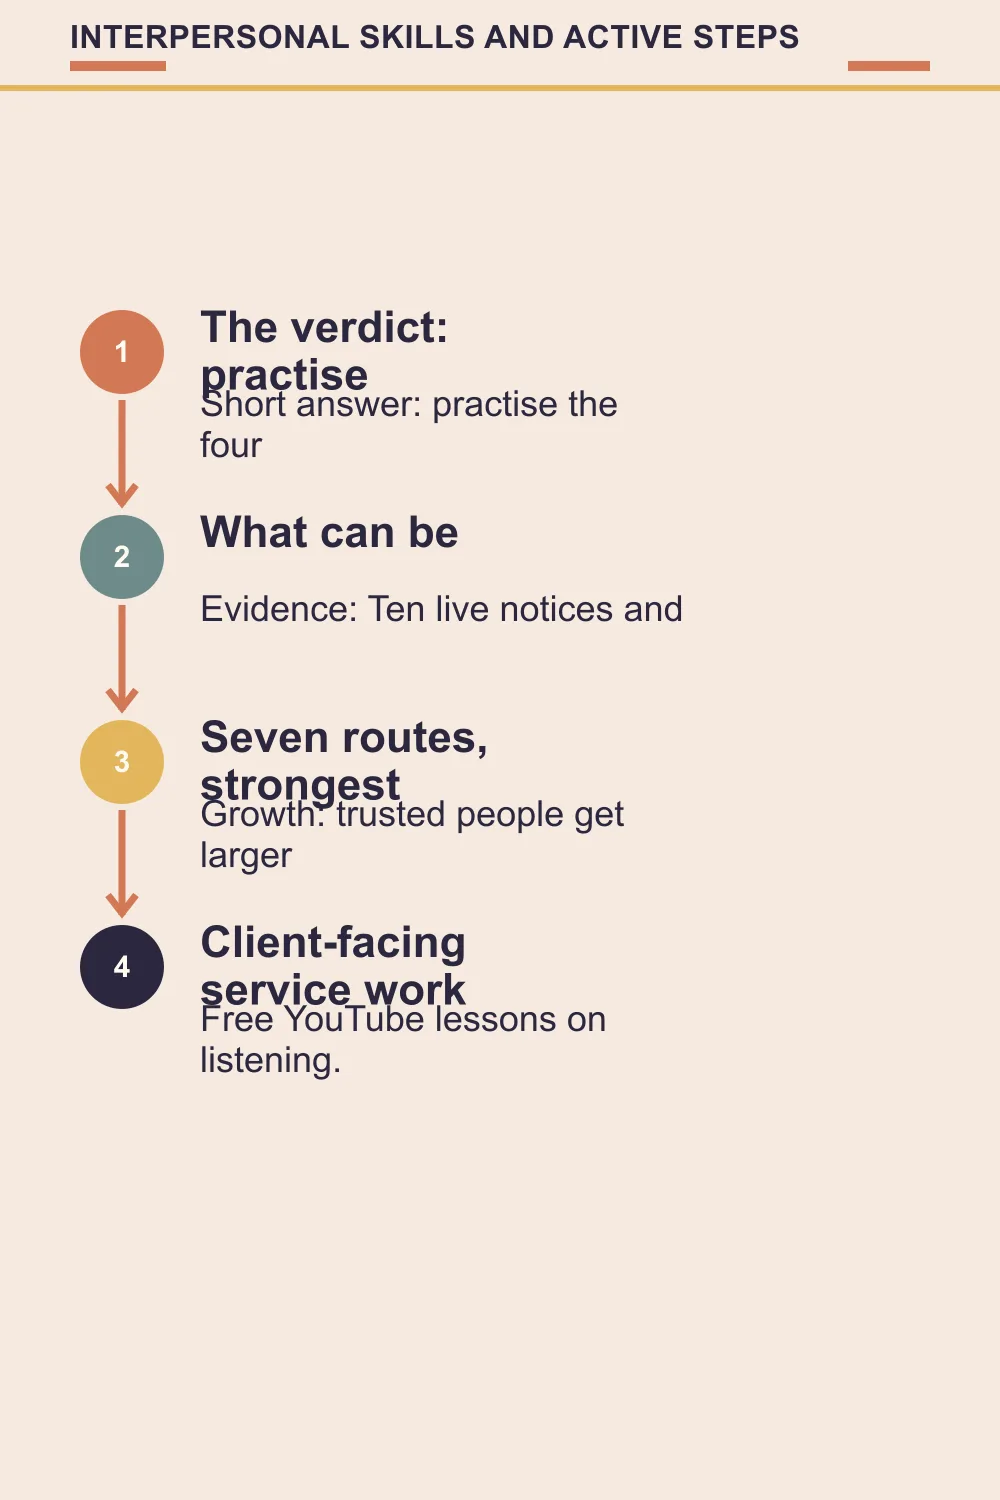 INTERPERSONAL SKILLS AND ACTIVE STEPS
1
The verdict:
practise
Short answer: practise the
four
2
What can be
Evidence: Ten live notices and
3
Seven routes,
strongest
Growth: trusted people get
larger
4
Client-facing
service work
Free YouTube lessons on
listening.